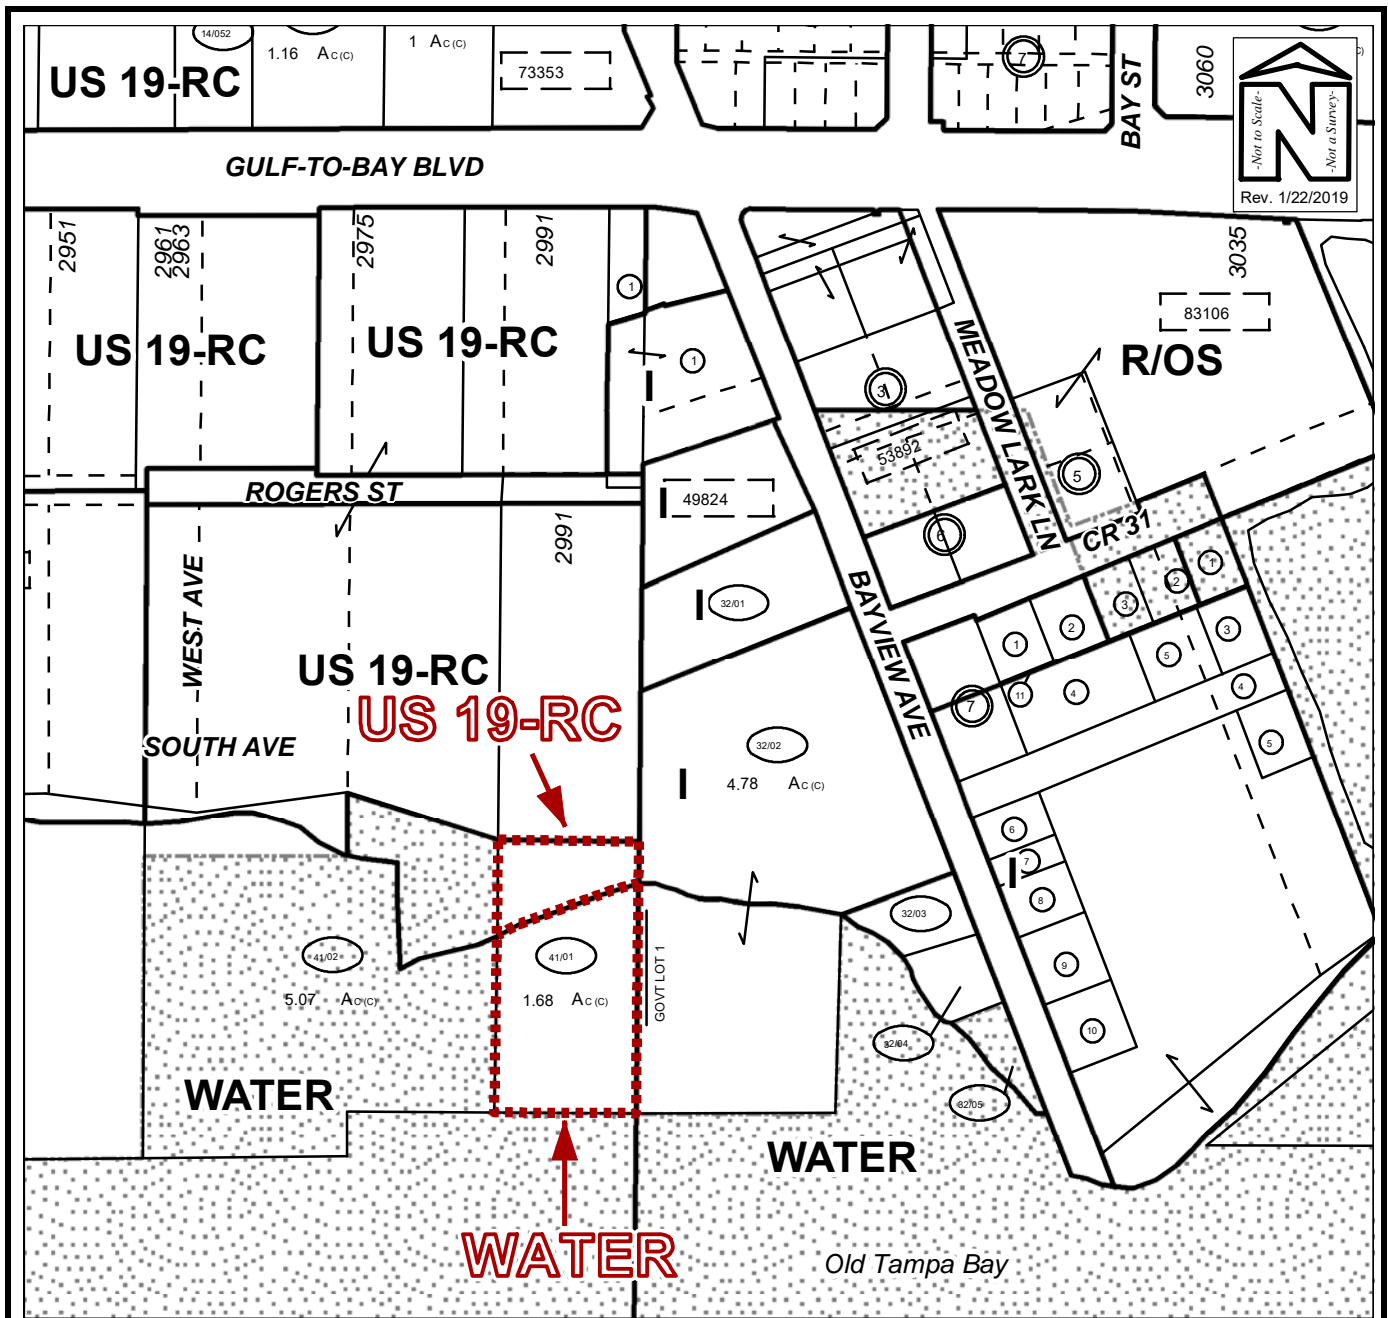 14/052
1.16 AC(C)
1 AC(C)
73353
7
BAY ST
3060
-Not to Scale-
N
-Not a Survey-
Rev. 1/22/2019
US 19-RC
GULF-TO-BAY BLVD
2951
2961
2963
2975
2991
1
3035
83106
US 19-RC
US 19-RC
1
MEADOW LARK LN
R/OS
3
53892
5
ROGERS ST
49824
CR 31
2991
6
WEST AVE
32/01
BAYVIEW AVE
3
2
1
1
2
5
3
US 19-RC
11
4
4
7
US 19-RC
SOUTH AVE
32/02
4.78 AC(C)
5
6
7
8
32/03
41/02
5.07 AC(C)
41/01
1.68 AC(C)
GOVT LOT 1
9
10
32/04
32/05
WATER
WATER
WATER
Old Tampa Bay